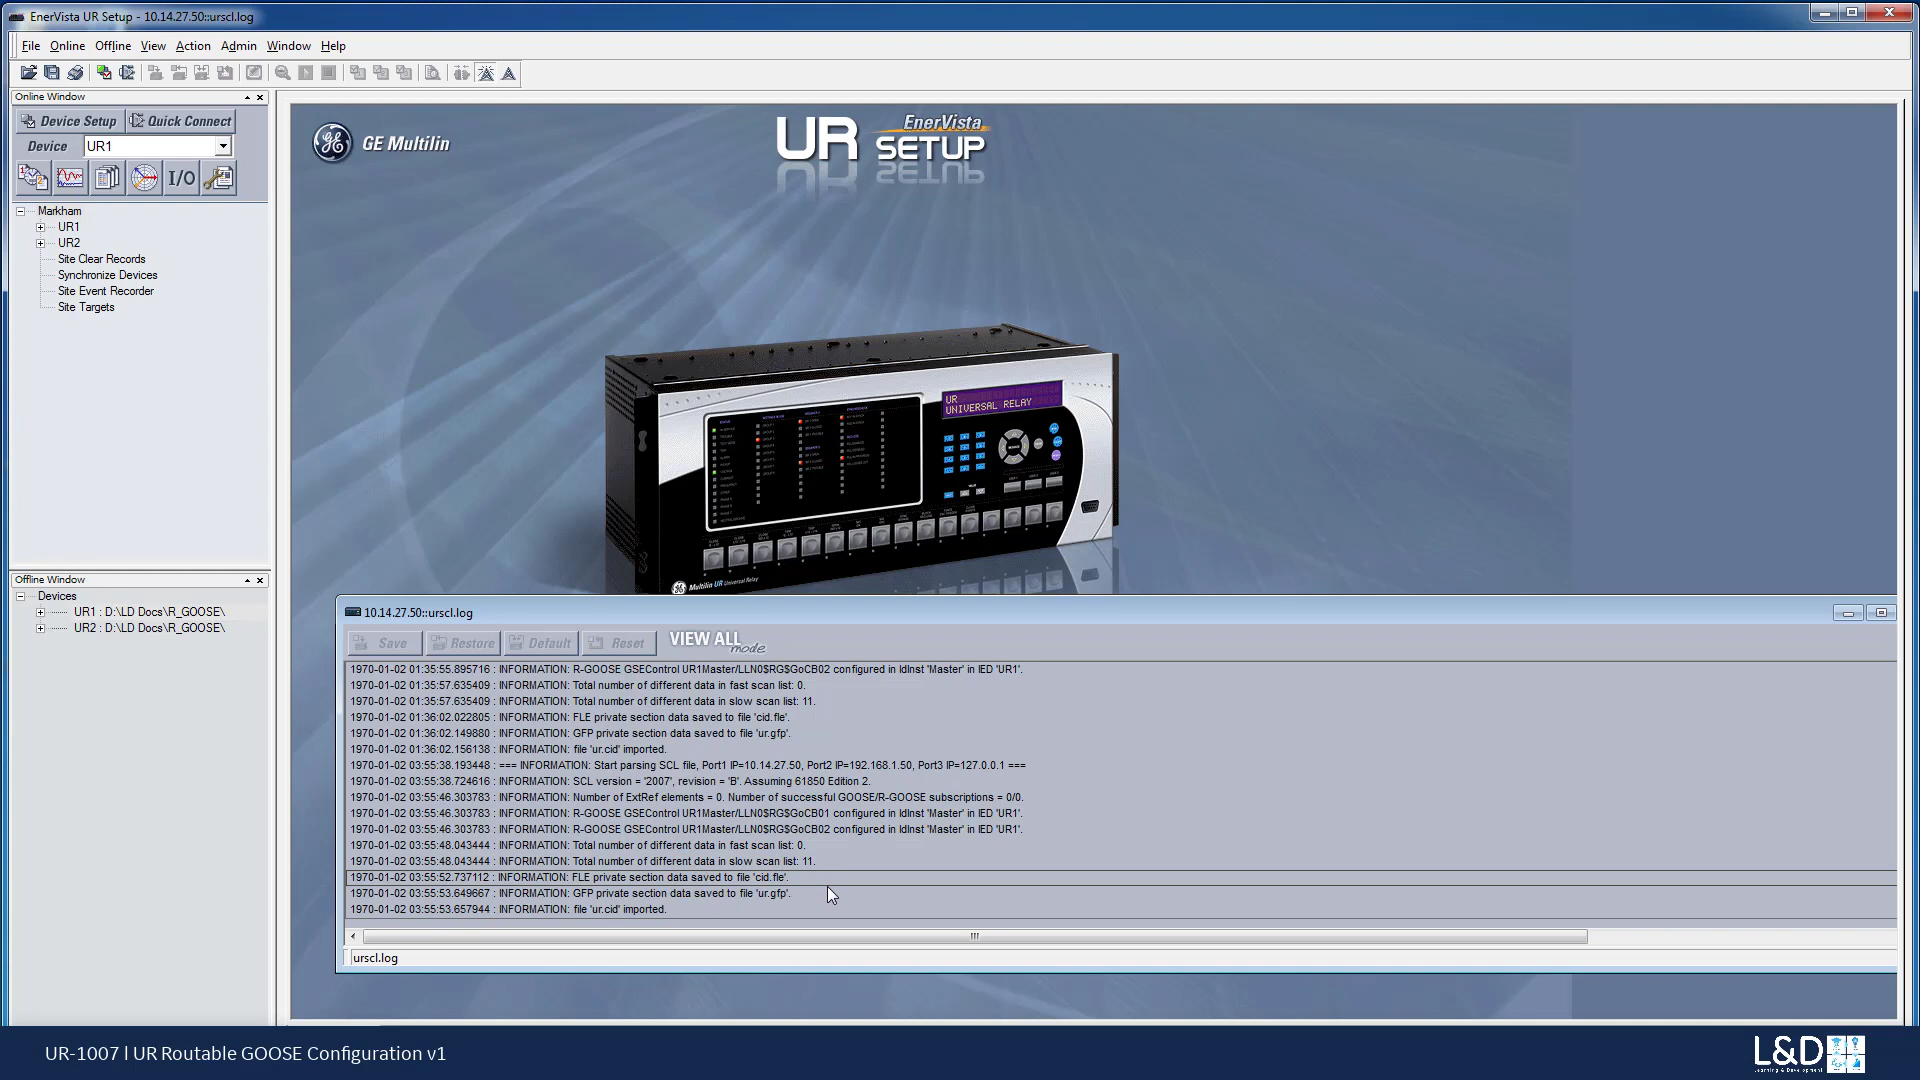 EnerVista UR Setup - 10.14.27.50::urscl.log
File Online Offline View Action Admin Window Help
Online Window
Device Setup Quick Connect
Device UR1
I/O
Markham
UR1
UR2
Site Clear Records
Synchronize Devices
Site Event Recorder
Site Targets
Offline Window
Devices
UR1 : D:\LD Docs\R_GOOSE\
UR2 : D:\LD Docs\R_GOOSE\
GE Multilin
UR EnerVista SETUP
UR
UNIVERSAL RELAY
Multilin UR Universal Relay
10.14.27.50::urscl.log
Save Restore Default Reset VIEW ALL mode
1970-01-02 01:35:55.895716 : INFORMATION: R-GOOSE GSEControl UR1Master/LLN0$RG$GoCB02 configured in ldInst 'Master' in IED 'UR1'.
1970-01-02 01:35:57.635409 : INFORMATION: Total number of different data in fast scan list: 0.
1970-01-02 01:35:57.635409 : INFORMATION: Total number of different data in slow scan list: 11.
1970-01-02 01:36:02.022805 : INFORMATION: FLE private section data saved to file 'cid.fle'.
1970-01-02 01:36:02.149880 : INFORMATION: GFP private section data saved to file 'ur.gfp'.
1970-01-02 01:36:02.156138 : INFORMATION: file 'ur.cid' imported.
1970-01-02 03:55:38.193448 : === INFORMATION: Start parsing SCL file, Port1 IP=10.14.27.50, Port2 IP=192.168.1.50, Port3 IP=127.0.0.1 ===
1970-01-02 03:55:38.724616 : INFORMATION: SCL version = '2007', revision = 'B'. Assuming 61850 Edition 2.
1970-01-02 03:55:46.303783 : INFORMATION: Number of ExtRef elements = 0. Number of successful GOOSE/R-GOOSE subscriptions = 0/0.
1970-01-02 03:55:46.303783 : INFORMATION: R-GOOSE GSEControl UR1Master/LLN0$RG$GoCB01 configured in ldInst 'Master' in IED 'UR1'.
1970-01-02 03:55:46.303783 : INFORMATION: R-GOOSE GSEControl UR1Master/LLN0$RG$GoCB02 configured in ldInst 'Master' in IED 'UR1'.
1970-01-02 03:55:48.043444 : INFORMATION: Total number of different data in fast scan list: 0.
1970-01-02 03:55:48.043444 : INFORMATION: Total number of different data in slow scan list: 11.
1970-01-02 03:55:52.737112 : INFORMATION: FLE private section data saved to file 'cid.fle'.
1970-01-02 03:55:53.649667 : INFORMATION: GFP private section data saved to file 'ur.gfp'.
1970-01-02 03:55:53.657944 : INFORMATION: file 'ur.cid' imported.
urscl.log
UR-1007 l UR Routable GOOSE Configuration v1
L&D
Learning & Development